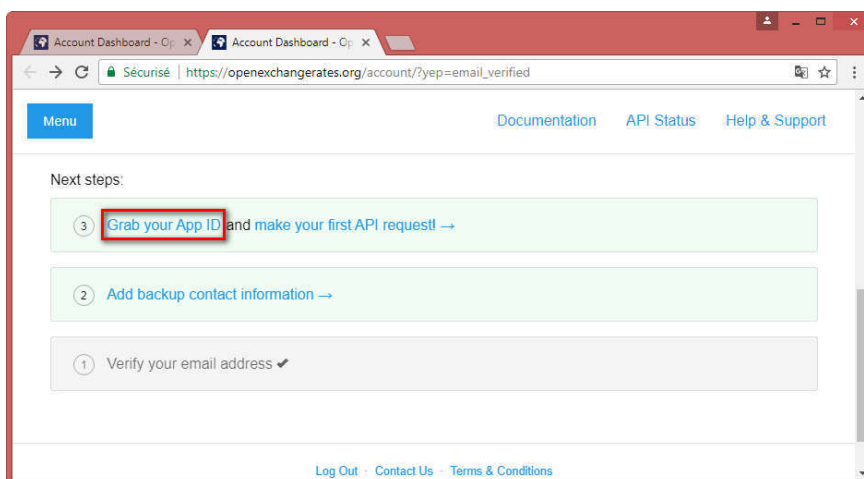 Account Dashboard - Op
Account Dashboard - Op
Sécurisé | https://openexchangerates.org/account/?yep=email_verified
Menu
Documentation API Status Help & Support
Next steps:
3 Grab your App ID and make your first API request! →
2 Add backup contact information →
1 Verify your email address ✔
Log Out · Contact Us · Terms & Conditions